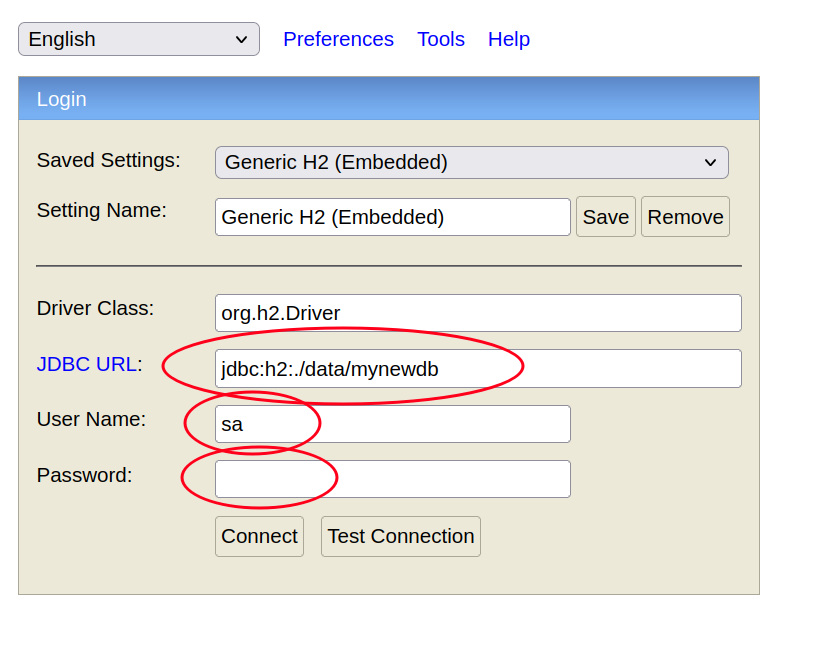 English Preferences Tools Help
Login
Saved Settings: Generic H2 (Embedded)
Setting Name: Generic H2 (Embedded) Save Remove
Driver Class: org.h2.Driver
JDBC URL: jdbc:h2:./data/mynewdb
User Name: sa
Password:
Connect Test Connection